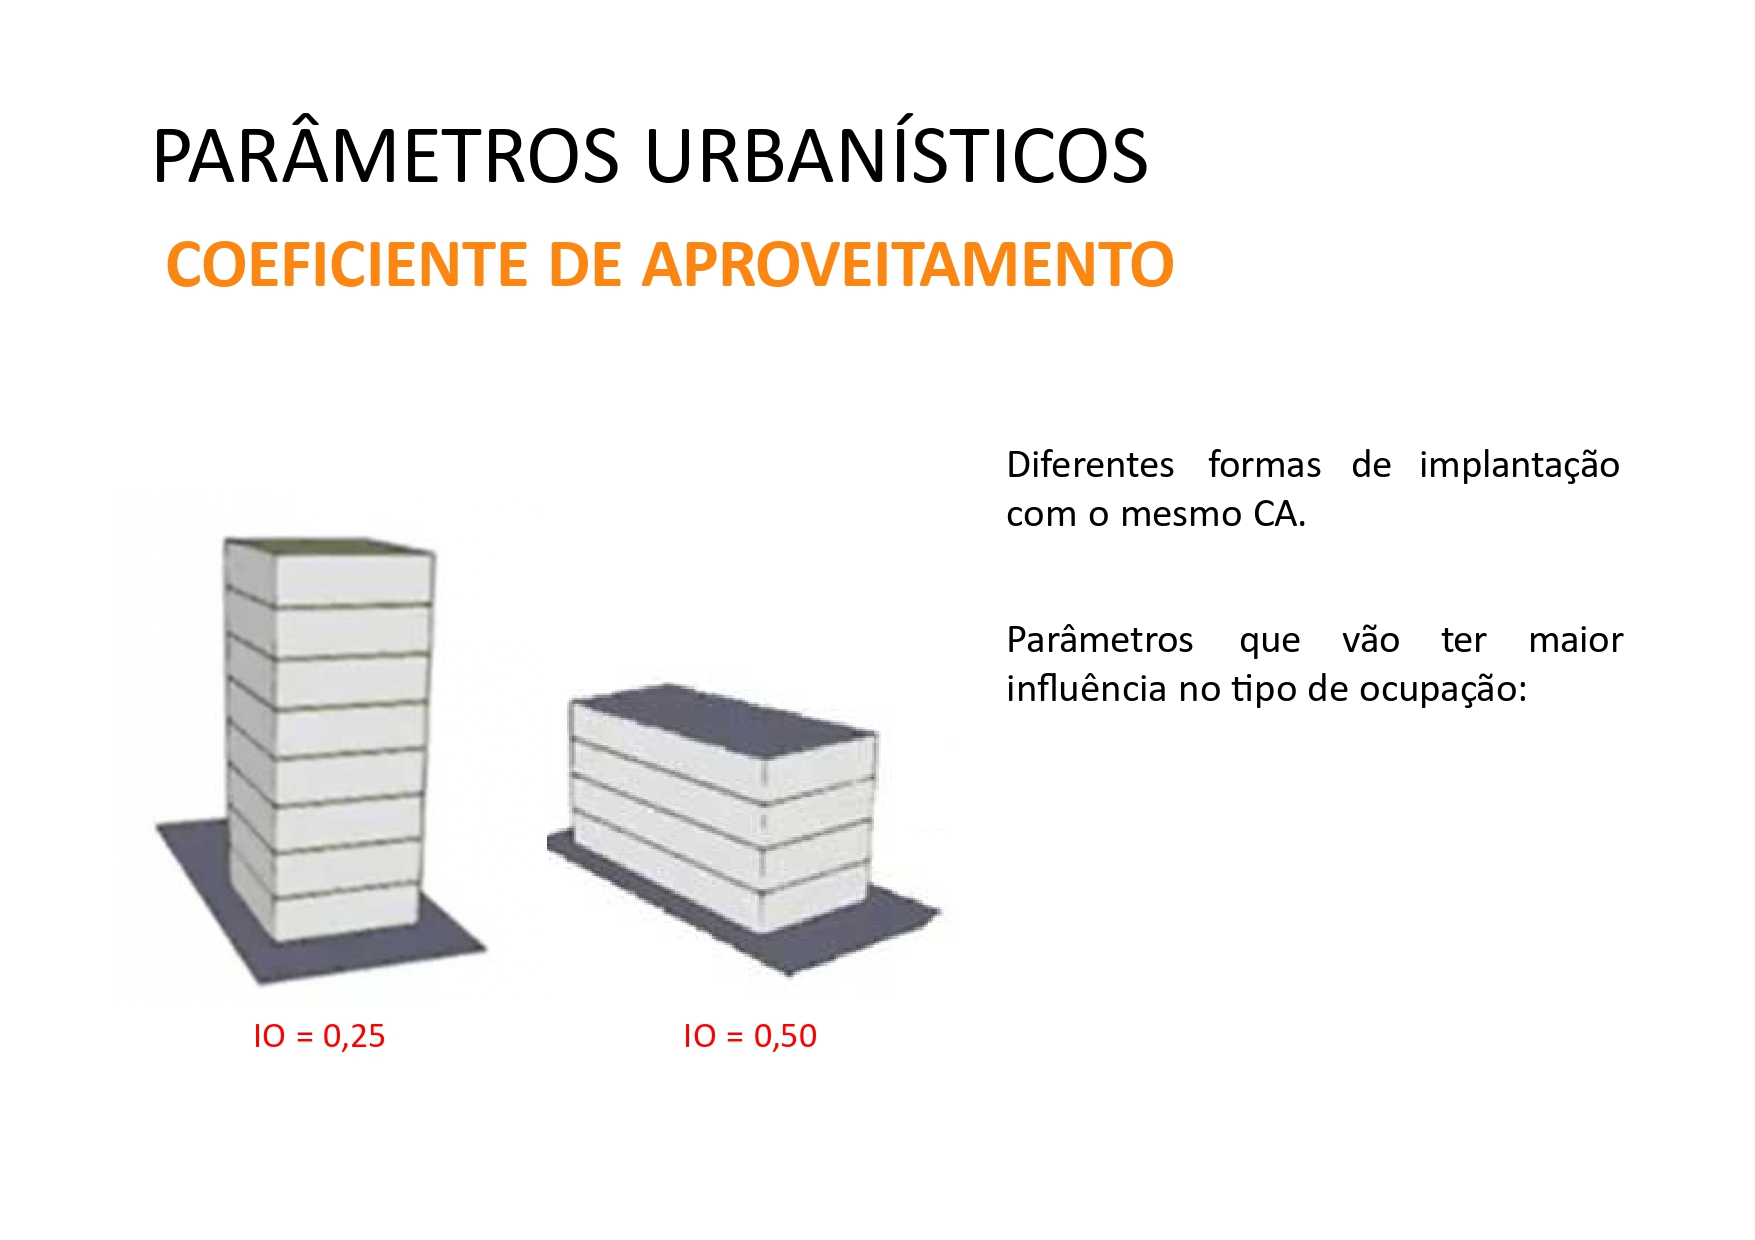 PARÂMETROS URBANÍSTICOS
COEFICIENTE DE APROVEITAMENTO
Diferentes formas de implantação
com o mesmo CA.
Parâmetros que vão ter maior
influência no tipo de ocupação:
IO = 0,25
IO = 0,50